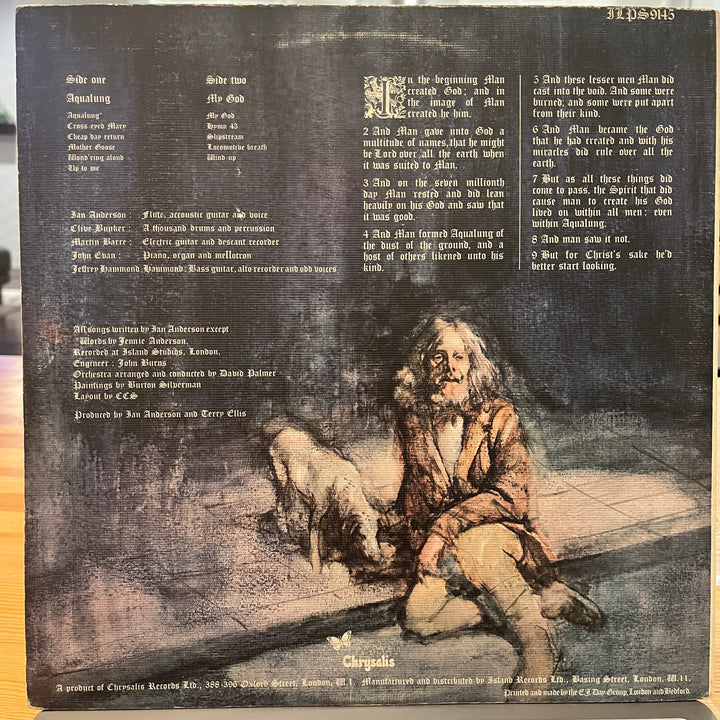 ILPS9145
Side one
Aqualung
Aqualung*
Cross-eyed Mary
Cheap day return
Mother Goose
Wond'ring aloud
Up to me
Side two
My God
My God
Hymn 43
Slipstream
Locomotive breath
Wind-up
Ian Anderson : Flute, accoustic guitar and voice
Clive Bunker : A thousand drums and percussion
Martin Barre : Electric guitar and descant recorder
John Evan : Piano, organ and mellotron
Jeffrey Hammond-Hammond : Bass guitar, alto recorder and odd voices
All songs written by Ian Anderson except
*Words by Jennie Anderson.
Recorded at Island Studios, London.
Engineer : John Burns
Orchestra arranged and conducted by David Palmer
Paintings by Burton Silverman
Layout by CCS
Produced by Ian Anderson and Terry Ellis
In the beginning Man
created God; and in
the image of Man
created he him.
2 And Man gave unto God a
multitude of names, that he might
be Lord over all the earth when
it was suited to Man.
3 And on the seven millionth
day Man rested and did lean
heavily on his God and saw that
it was good.
4 And Man formed Aqualung of
the dust of the ground, and a
host of others likened unto his
kind.
5 And these lesser men Man did
cast into the void. And some were
burned; and some were put apart
from their kind.
6 And Man became the God
that he had created and with his
miracles did rule over all the
earth.
7 But as all these things did
come to pass, the Spirit that did
cause man to create his God
lived on within all men: even
within Aqualung.
8 And man saw it not.
9 But for Christ's sake he'd
better start looking.
Chrysalis
A product of Chrysalis Records Ltd., 388-396 Oxford Street, London, W.1. Manufactured and distributed by Island Records Ltd., Basing Street, London, W.11.
Printed and made by the E.J. Day Group, London and Bedford.